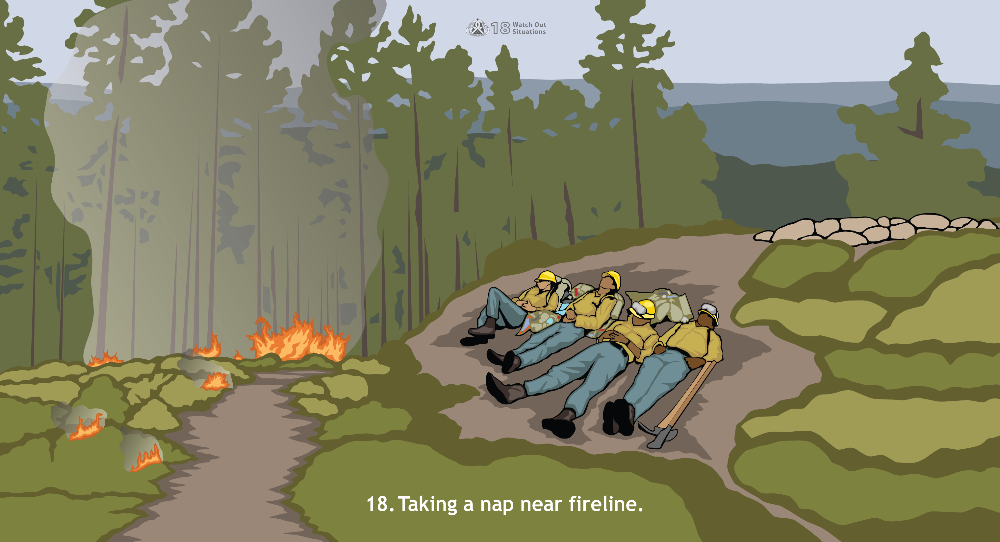 18 Watch Out
Situations
18. Taking a nap near fireline.